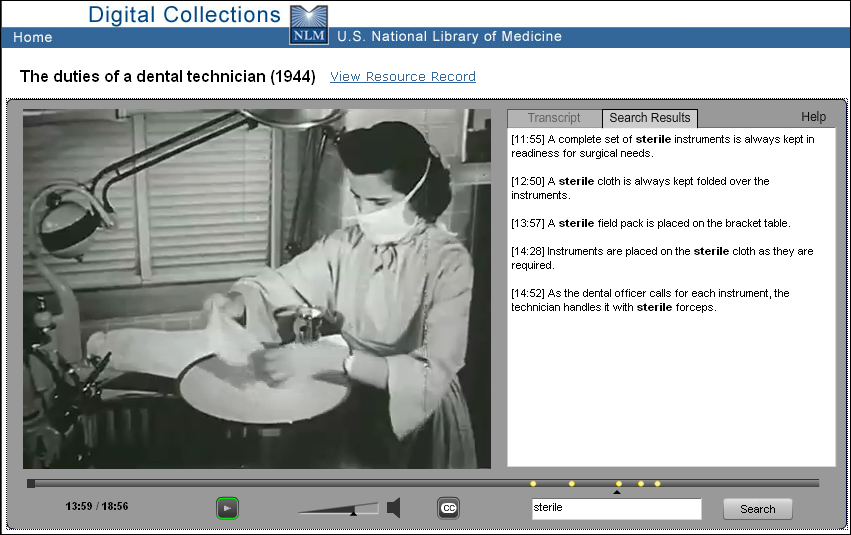 Digital Collections
Home
NLM
U.S. National Library of Medicine
The duties of a dental technician (1944) View Resource Record
Transcript Search Results Help
[11:55] A complete set of sterile instruments is always kept in
readiness for surgical needs.
[12:50] A sterile cloth is always kept folded over the
instruments.
[13:57] A sterile field pack is placed on the bracket table.
[14:28] Instruments are placed on the sterile cloth as they are
required.
[14:52] As the dental officer calls for each instrument, the
technician handles it with sterile forceps.
13:59 / 18:56 CC sterile Search